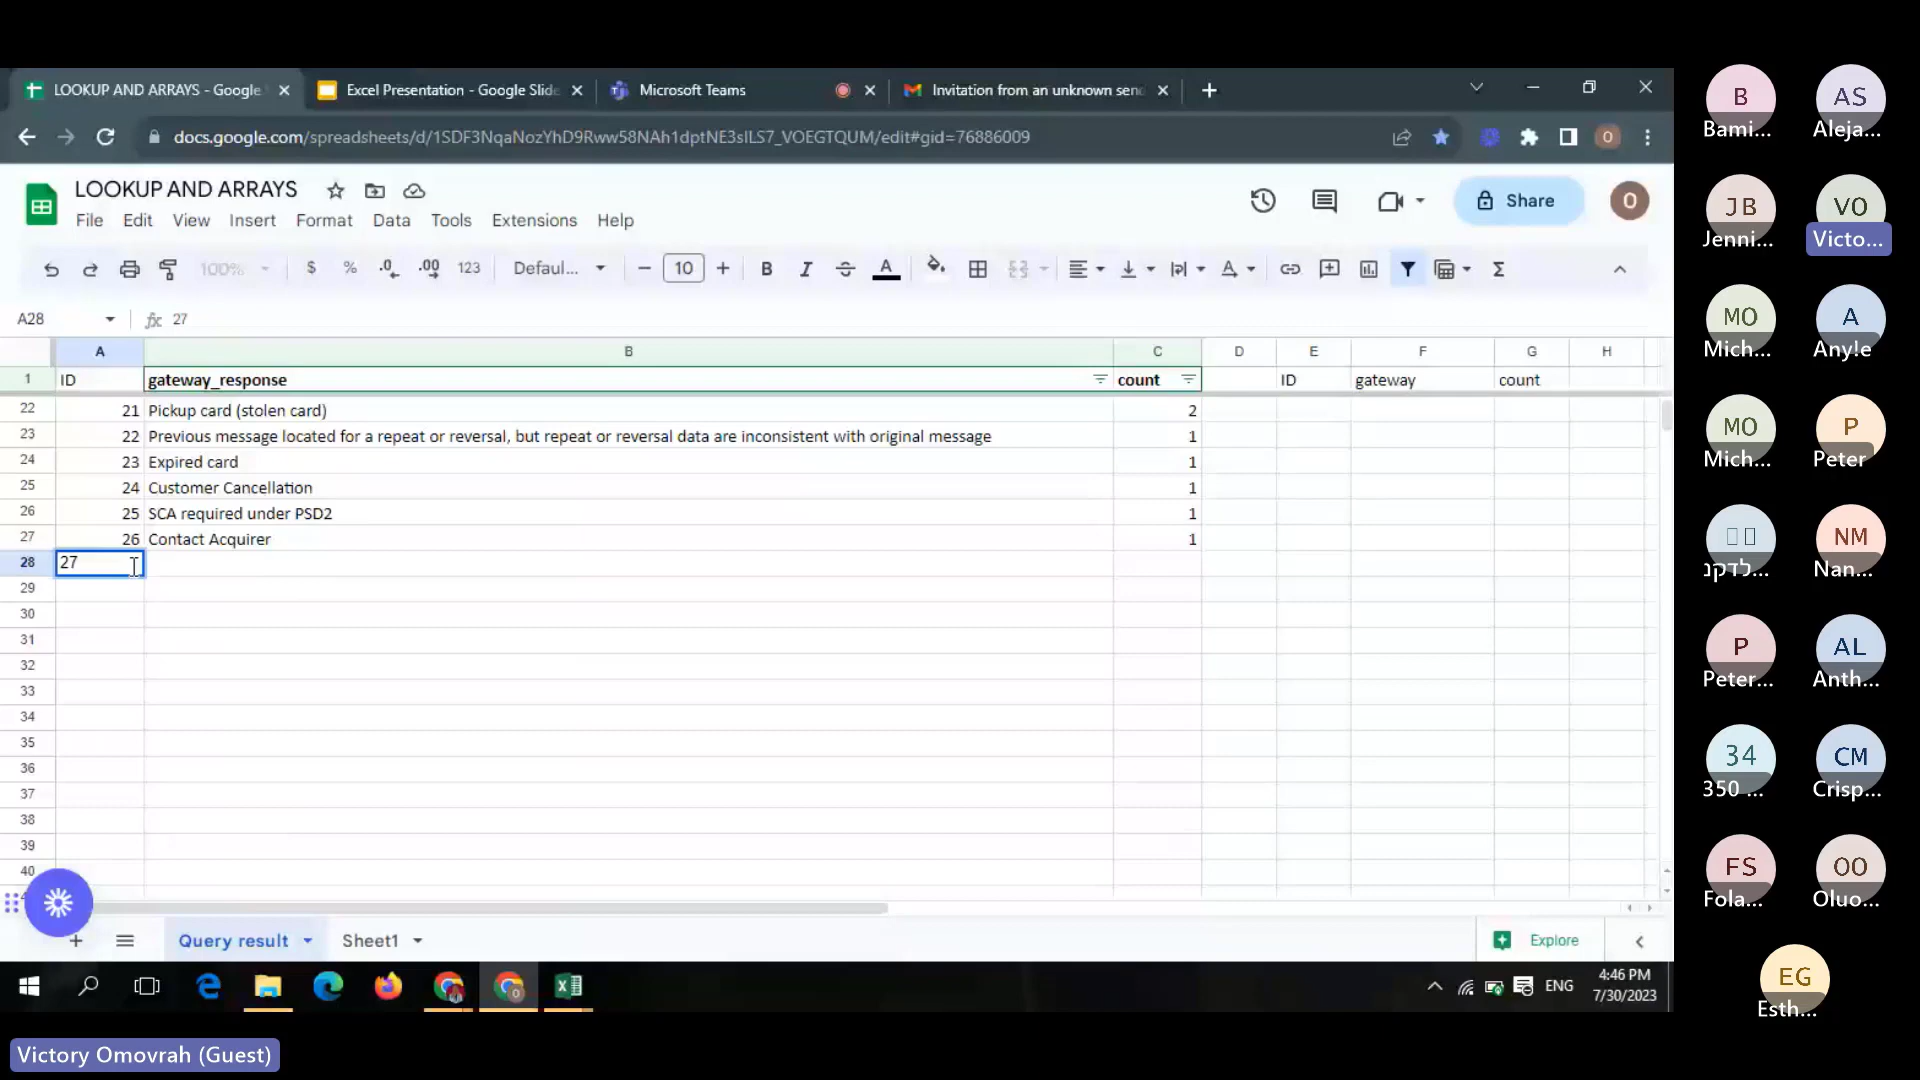 LOOKUP AND ARRAYS - Google
Excel Presentation - Google Slide
Microsoft Teams
Invitation from an unknown send
docs.google.com/spreadsheets/d/1SDF3NqaNozYhD9Rww58NAh1dptNE3sILS7_VOEGTQUM/edit#gid=76886009
O
LOOKUP AND ARRAYS
Share
O
File Edit View Insert Format Data Tools Extensions Help
100% $ % .0 .00 123 Defaul... 10 B I S A
A28 fx 27
A B C D E F G H
1 ID gateway_response count ID gateway count
22 21 Pickup card (stolen card) 2
23 22 Previous message located for a repeat or reversal, but repeat or reversal data are inconsistent with original message 1
24 23 Expired card 1
25 24 Customer Cancellation 1
26 25 SCA required under PSD2 1
27 26 Contact Acquirer 1
28 27
29
30
31
32
33
34
35
36
37
38
39
40
Query result Sheet1 Explore
ENG
4:46 PM
7/30/2023
Victory Omovrah (Guest)
B AS
Bami... Aleja...
JB VO
Jenni... Victo...
MO A
Mich... Any!e
MO P
Mich... Peter
NM
לדקנ... Nan...
P AL
Peter... Anth...
34 CM
350 ... Crisp...
FS OO
Fola... Oluo...
EG
Esth...